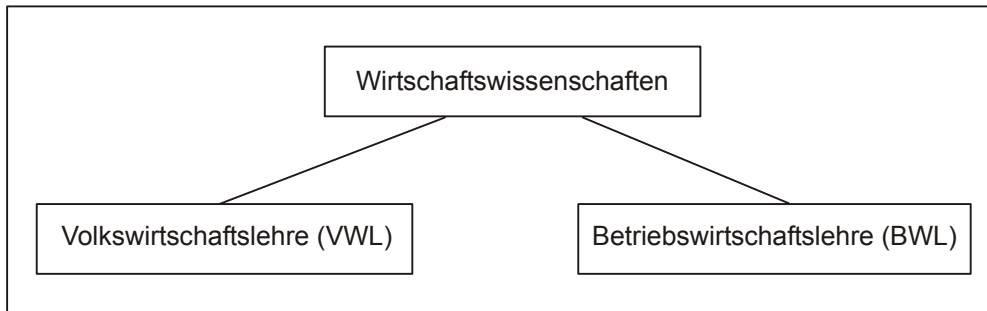 Wirtschaftswissenschaften
Volkswirtschaftslehre (VWL)
Betriebswirtschaftslehre (BWL)